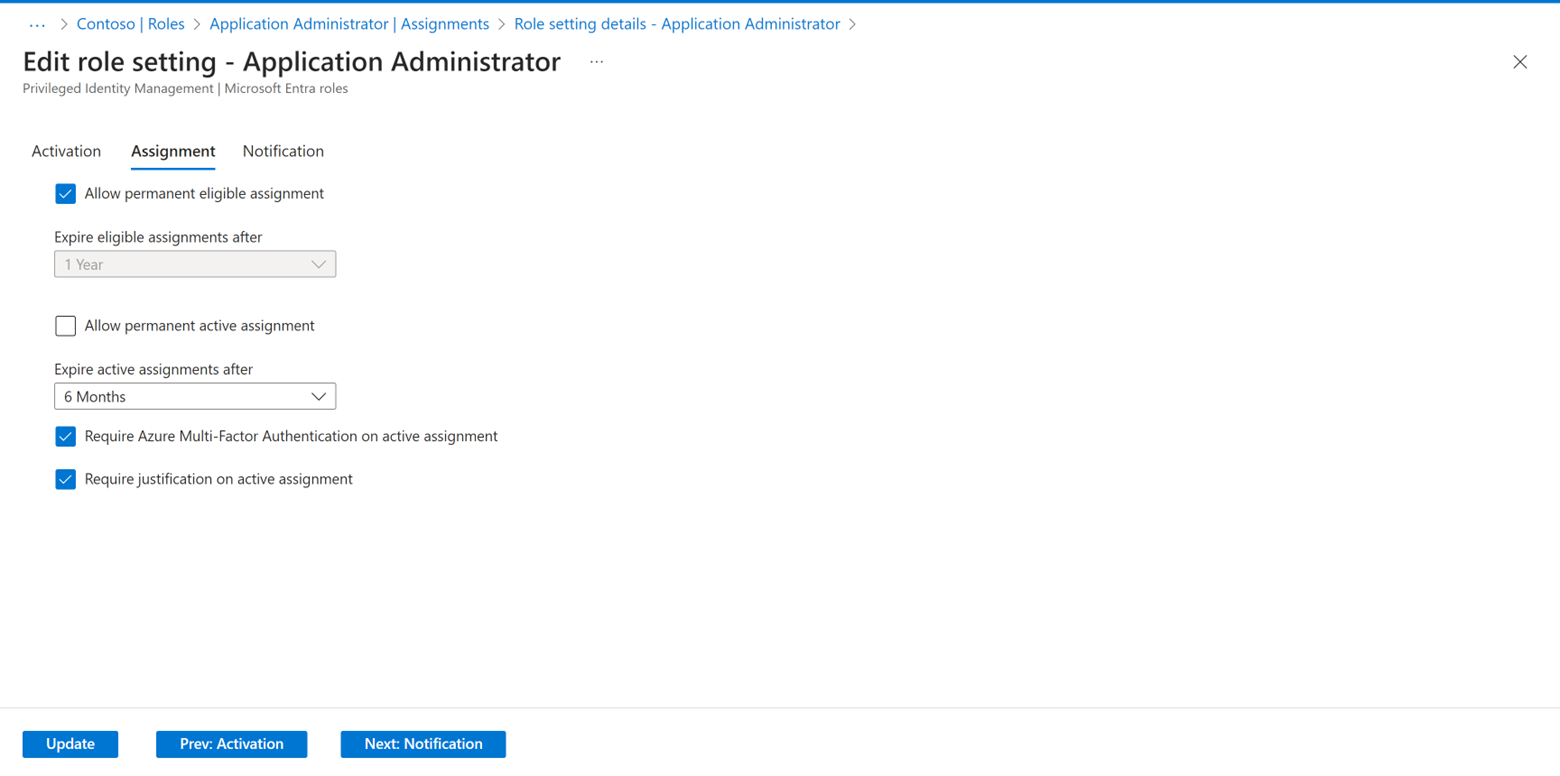 ... > Contoso | Roles > Application Administrator | Assignments > Role setting details - Application Administrator >
Edit role setting - Application Administrator ...
Privileged Identity Management | Microsoft Entra roles
Activation Assignment Notification
Allow permanent eligible assignment
Expire eligible assignments after
1 Year
Allow permanent active assignment
Expire active assignments after
6 Months
Require Azure Multi-Factor Authentication on active assignment
Require justification on active assignment
Update Prev: Activation Next: Notification